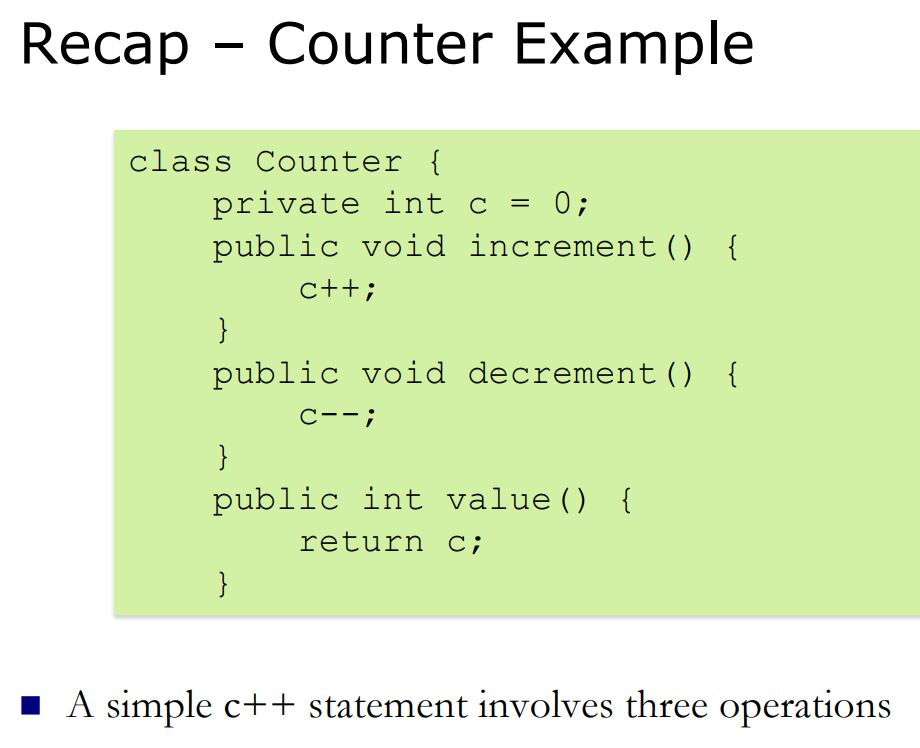 Recap – Counter Example
class Counter {
    private int c = 0;
    public void increment() {
        c++;
    }
    public void decrement() {
        c--;
    }
    public int value() {
        return c;
    }
A simple c++ statement involves three operations